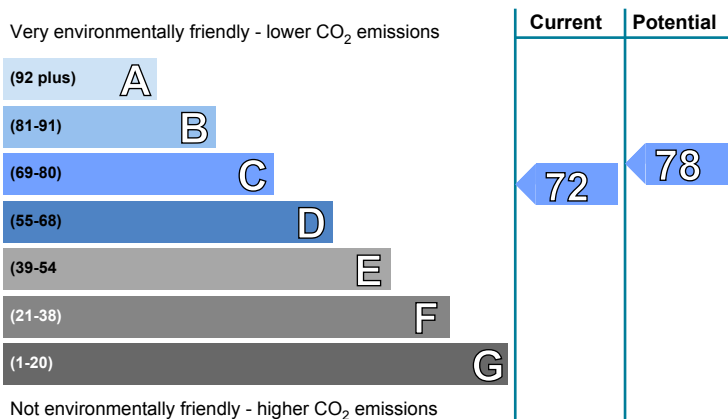 Current Potential
Very environmentally friendly - lower CO2 emissions
(92 plus) A
(81-91) B
(69-80) C
72 78
(55-68) D
(39-54 E
(21-38) F
(1-20) G
Not environmentally friendly - higher CO2 emissions